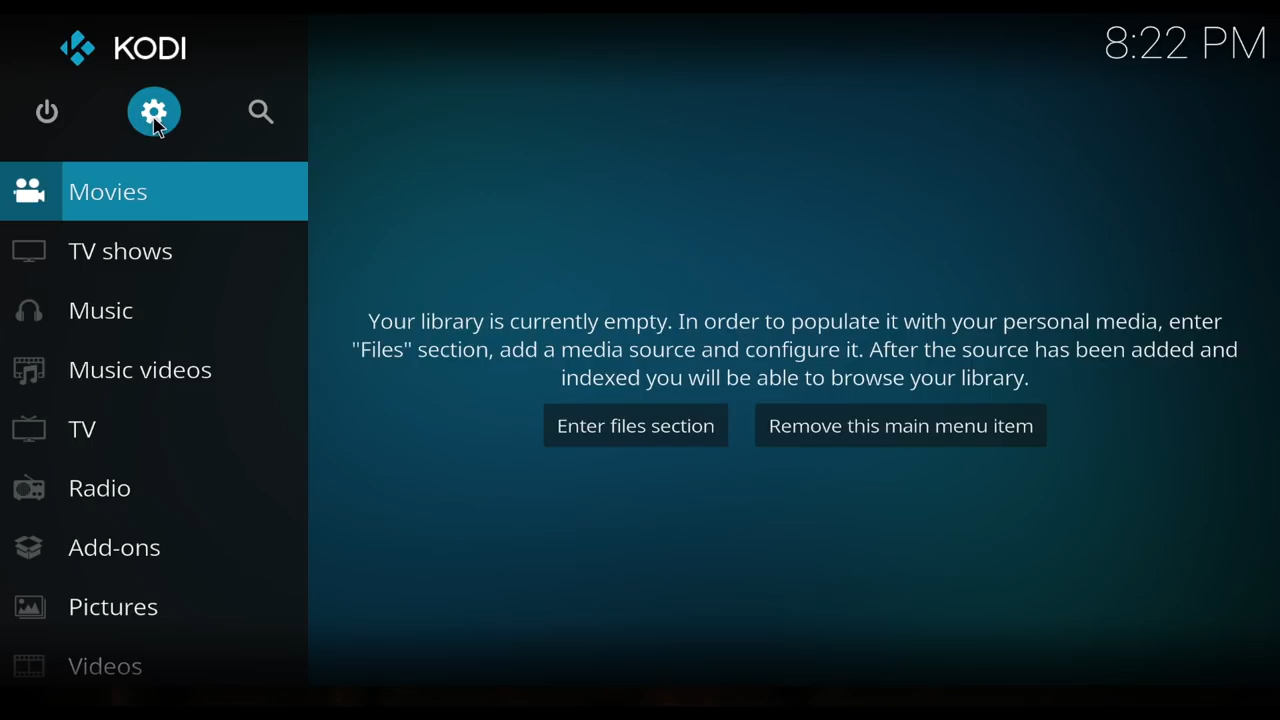 KODI
8:22 PM
Movies
TV shows
Music
Music videos
TV
Radio
Add-ons
Pictures
Videos
Your library is currently empty. In order to populate it with your personal media, enter
"Files" section, add a media source and configure it. After the source has been added and
indexed you will be able to browse your library.
Enter files section
Remove this main menu item